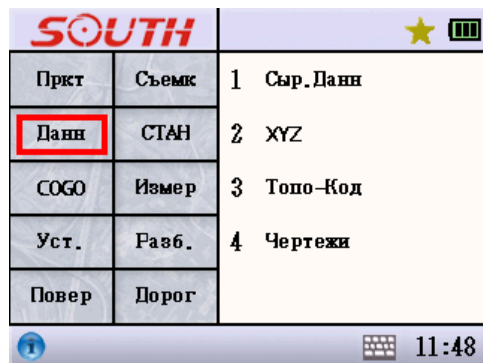 SOUTH
Пркт Съемк 1 Сыр.Данн
Данн СТАН 2 XYZ
COGO Измер 3 Топо-Код
Уст. Разб. 4 Чертежи
Повер Дорог
11:48